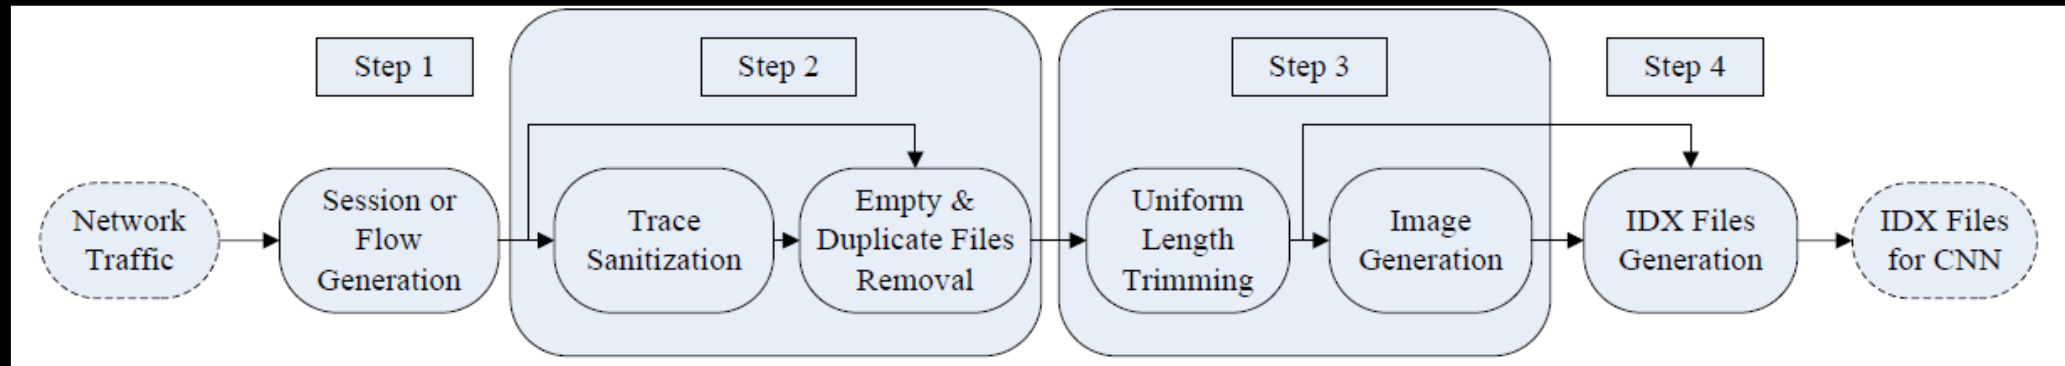 Step 1
Step 2
Step 3
Step 4
Network
Traffic
Session or
Flow
Generation
Trace
Sanitization
Empty &
Duplicate Files
Removal
Uniform
Length
Trimming
Image
Generation
IDX Files
Generation
IDX Files
for CNN